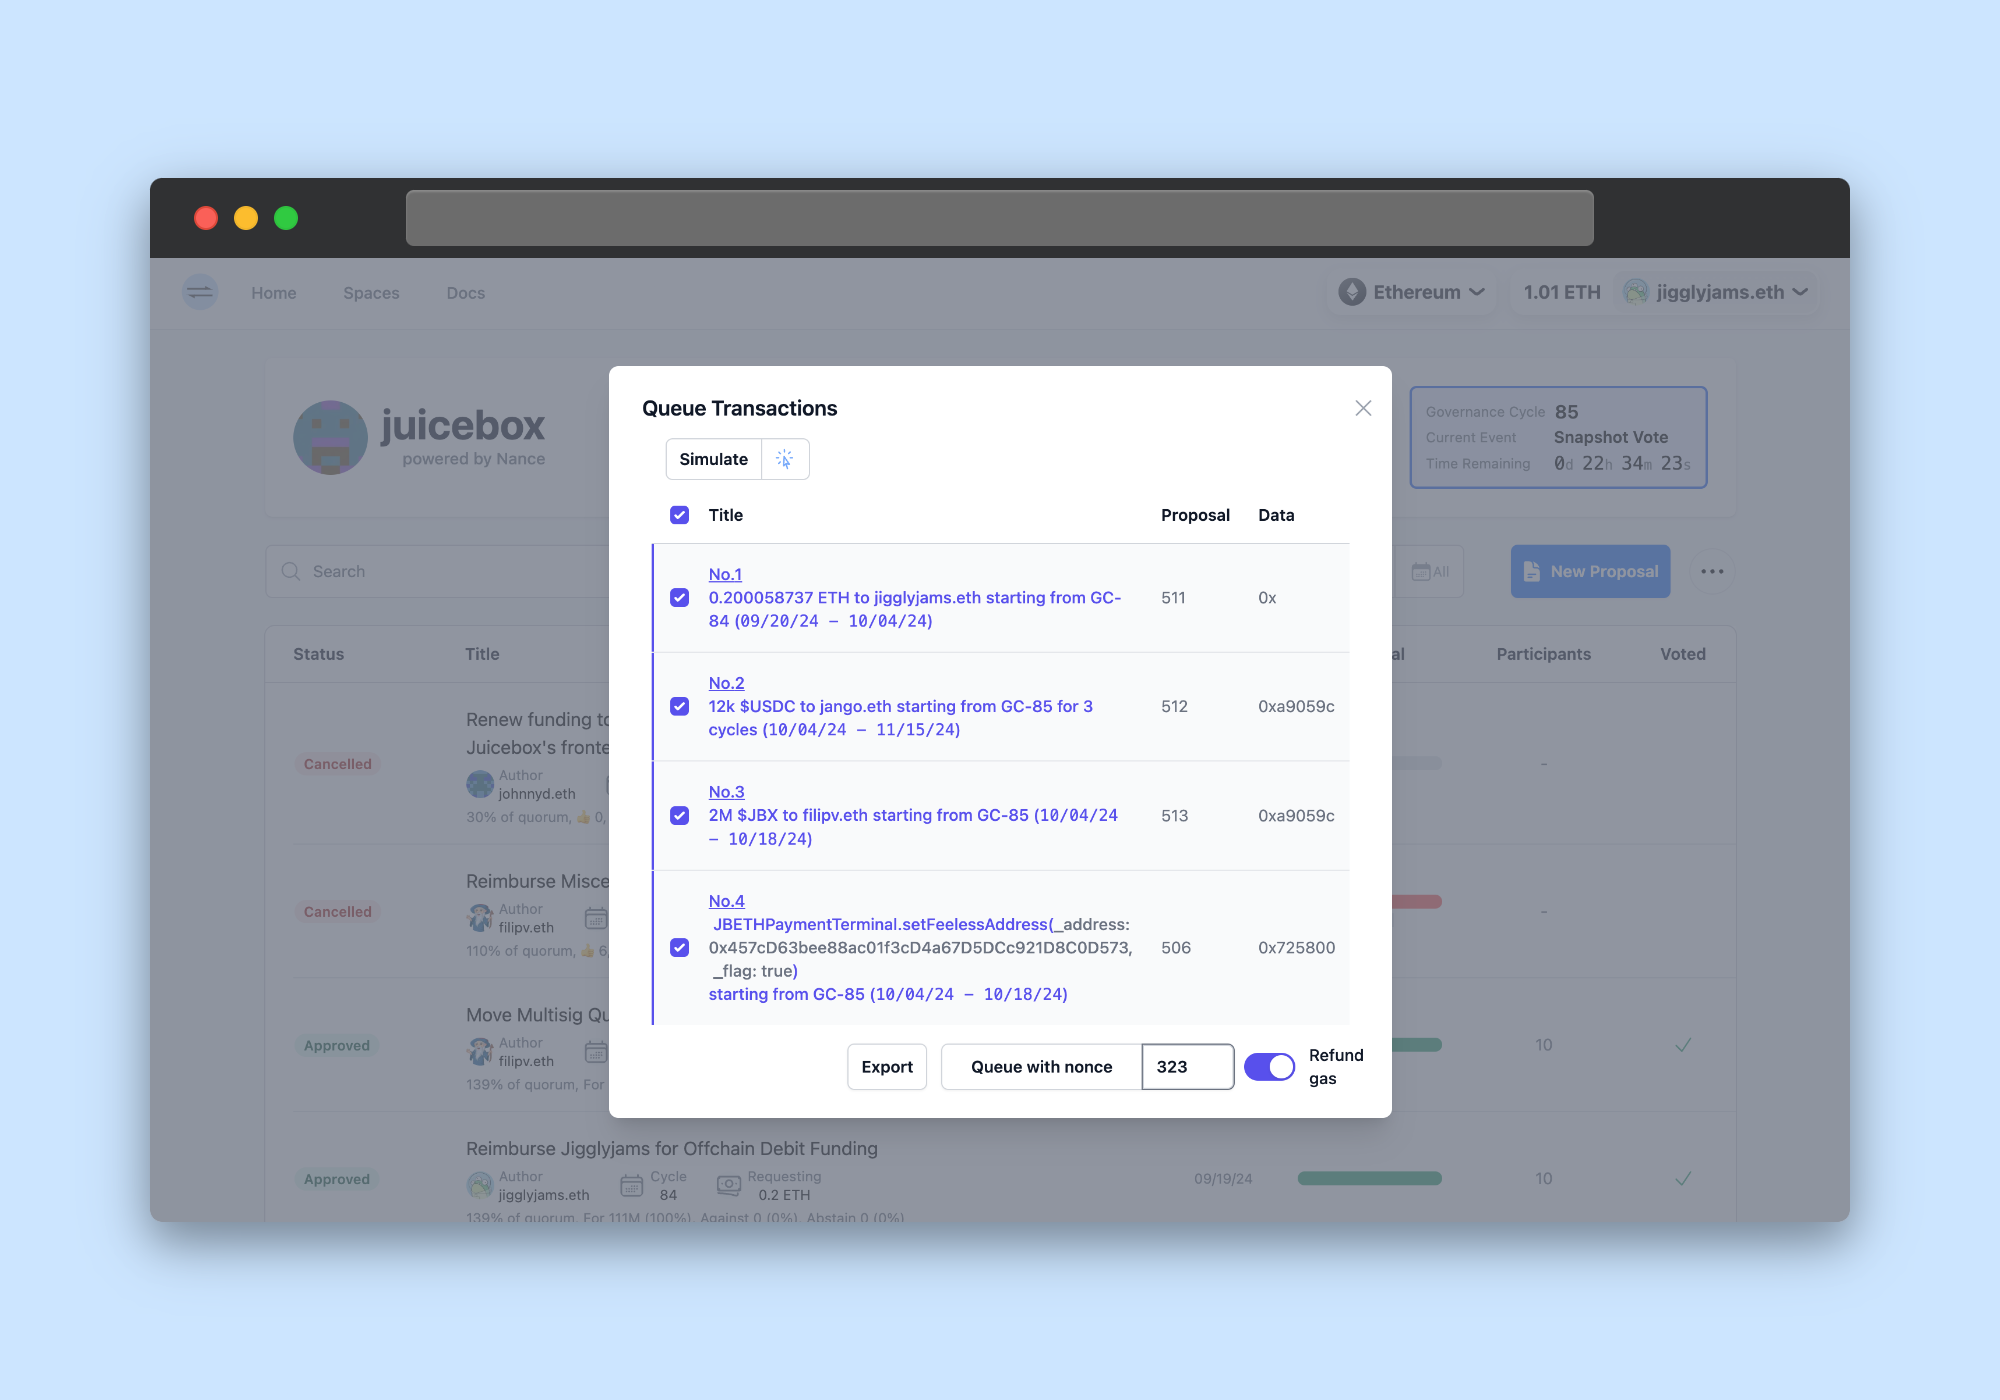 Home Spaces Docs Ethereum 1.01 ETH jigglyjams.eth
juicebox
powered by Nance
Governance Cycle 85
Current Event Snapshot Vote
Time Remaining 0d 22h 34m 23s
Search
All
New Proposal
Queue Transactions
Simulate
Title Proposal Data
No.1
0.200058737 ETH to jigglyjams.eth starting from GC-
84 (09/20/24 – 10/04/24)
511 0x
No.2
12k $USDC to jango.eth starting from GC-85 for 3
cycles (10/04/24 – 11/15/24)
512 0xa9059c
No.3
2M $JBX to filipv.eth starting from GC-85 (10/04/24
– 10/18/24)
513 0xa9059c
No.4
JBETHPaymentTerminal.setFeelessAddress(_address:
0x457cD63bee88ac01f3cD4a67D5DCc921D8C0D573,
_flag: true)
starting from GC-85 (10/04/24 – 10/18/24)
506 0x725800
Export
Queue with nonce
323
Refund
gas
Status Title al Participants Voted
Cancelled
Renew funding to
Juicebox's fronte
Author
johnnyd.eth
30% of quorum, 👍 0,
-
Cancelled
Reimburse Misce
Author
filipv.eth
110% of quorum, 👍 6,
-
Approved
Move Multisig Qu
Author
filipv.eth
139% of quorum, For
10
Approved
Reimburse Jigglyjams for Offchain Debit Funding
Author Cycle Requesting
jigglyjams.eth 84 0.2 ETH
139% of quorum, For 111M (100%), Against 0 (0%), Abstain 0 (0%)
09/19/24
10